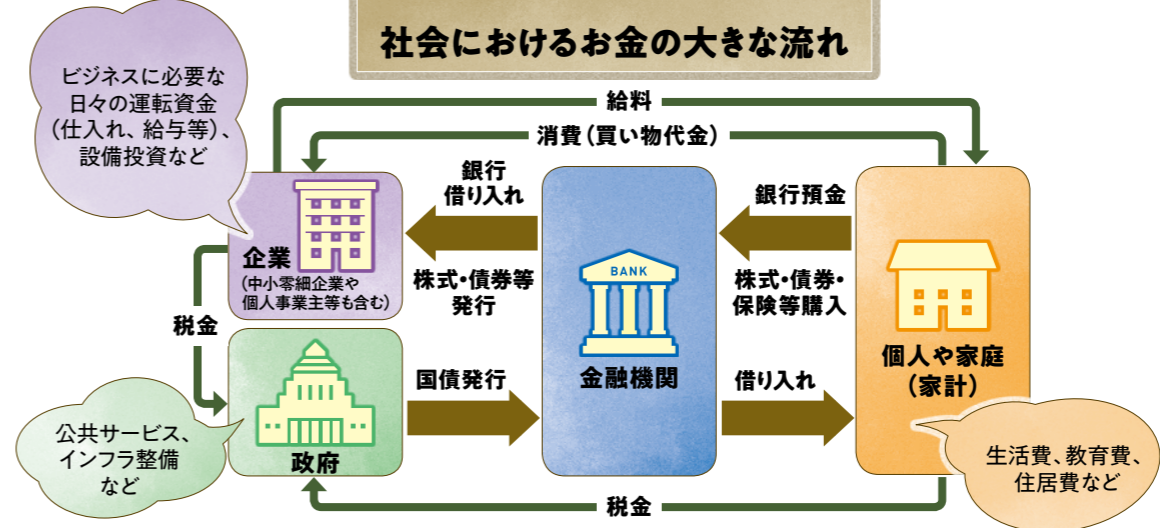 社会におけるお金の大きな流れ
ビジネスに必要な
日々の運転資金
（仕入れ、給与等）、
設備投資など
給料
消費（買い物代金）
銀行
借り入れ
株式・債券等
発行
銀行預金
株式・債券・
保険等購入
企業
（中小零細企業や
個人事業主等も含む）
BANK
金融機関
個人や家庭
（家計）
税金
国債発行
借り入れ
政府
公共サービス、
インフラ整備
など
生活費、教育費、
住居費など
税金